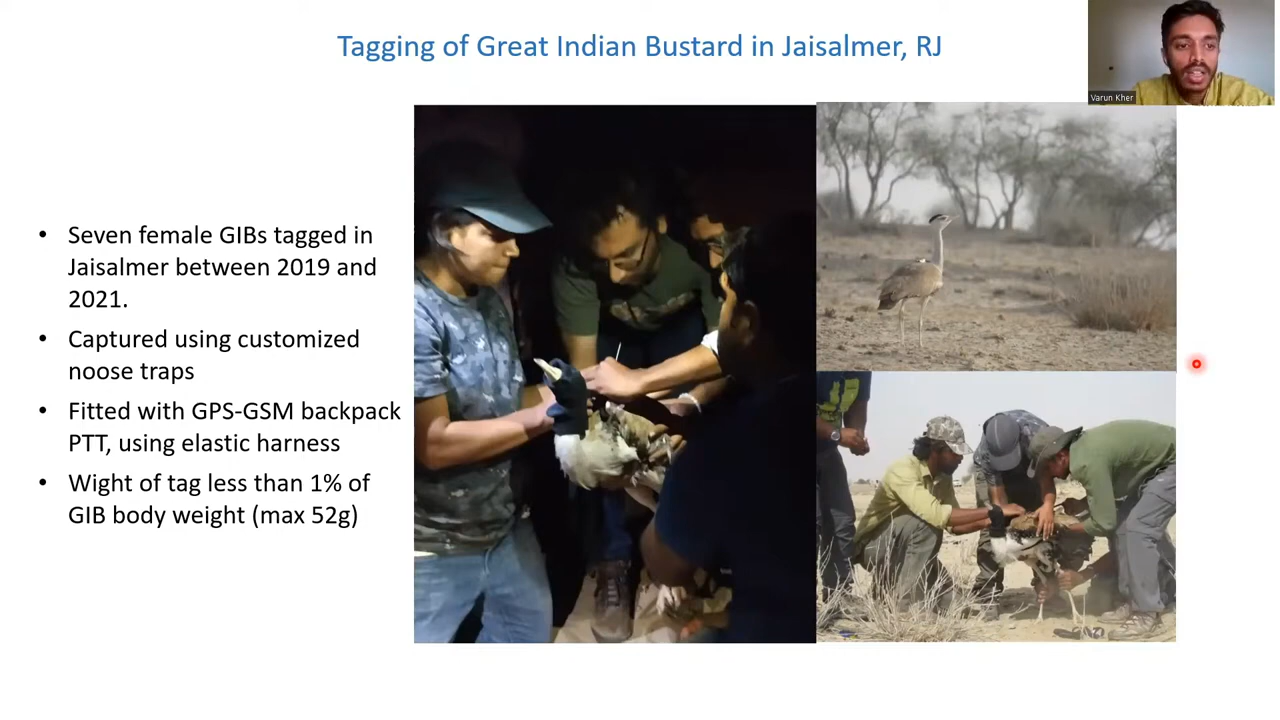 Tagging of Great Indian Bustard in Jaisalmer, RJ
Varun Kher
• Seven female GIBs tagged in
Jaisalmer between 2019 and
2021.
• Captured using customized
noose traps
• Fitted with GPS-GSM backpack
PTT, using elastic harness
• Wight of tag less than 1% of
GIB body weight (max 52g)